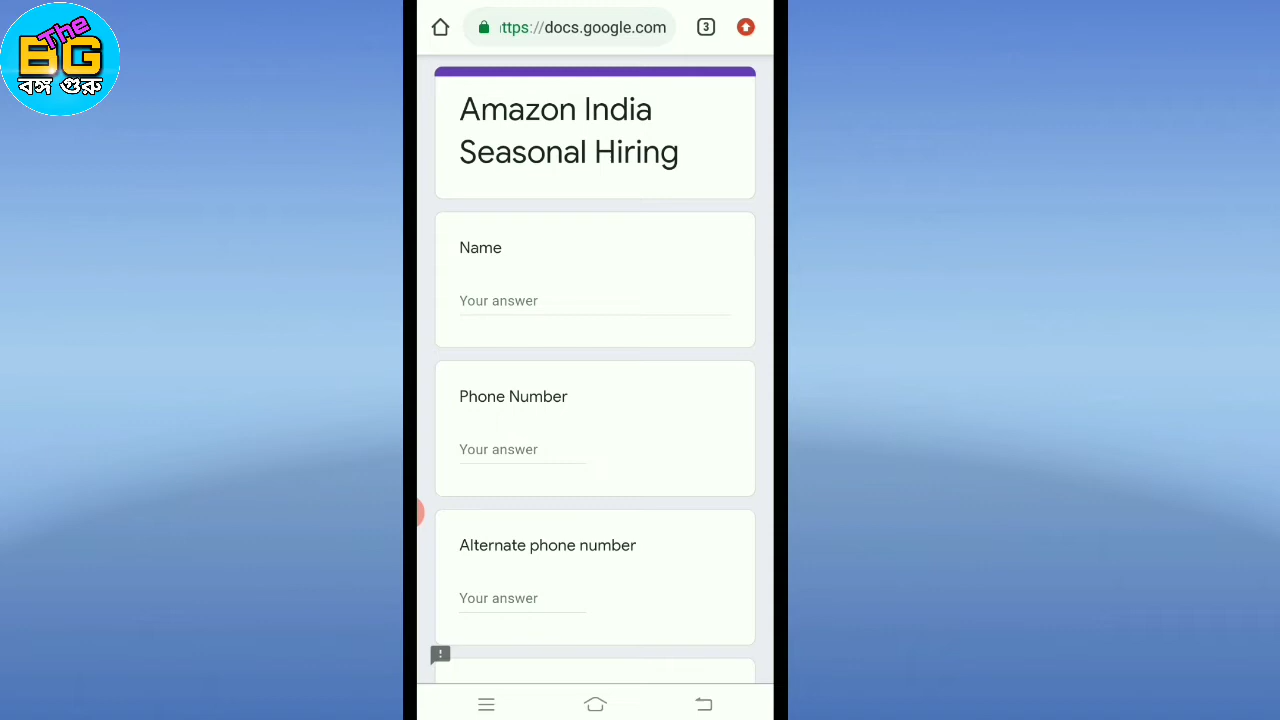 The
BG
বঙ্গ গুরু
ttps://docs.google.com
3
Amazon India
Seasonal Hiring
Name
Your answer
Phone Number
Your answer
Alternate phone number
Your answer
!